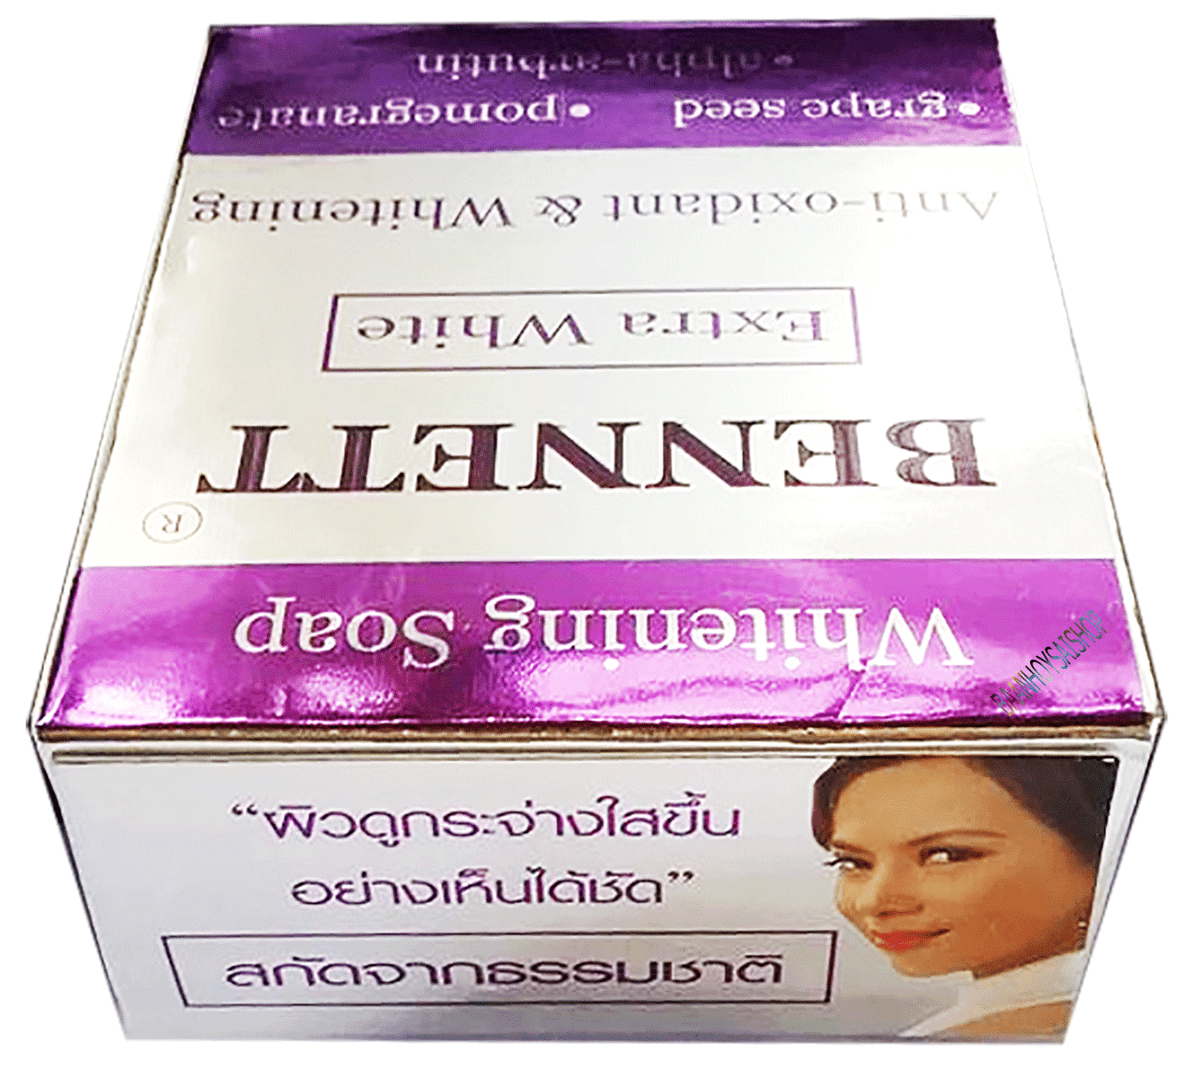 Whitening Soap
BENNETT
®
Extra White
Anti-oxidant & Whitening
•grape seed •pomegranate
•alpha-arbutin
BAANHOYSAISHOP
“ผิวดูกระจ่างใสขึ้น
อย่างเห็นได้ชัด”
สกัดจากธรรมชาติ